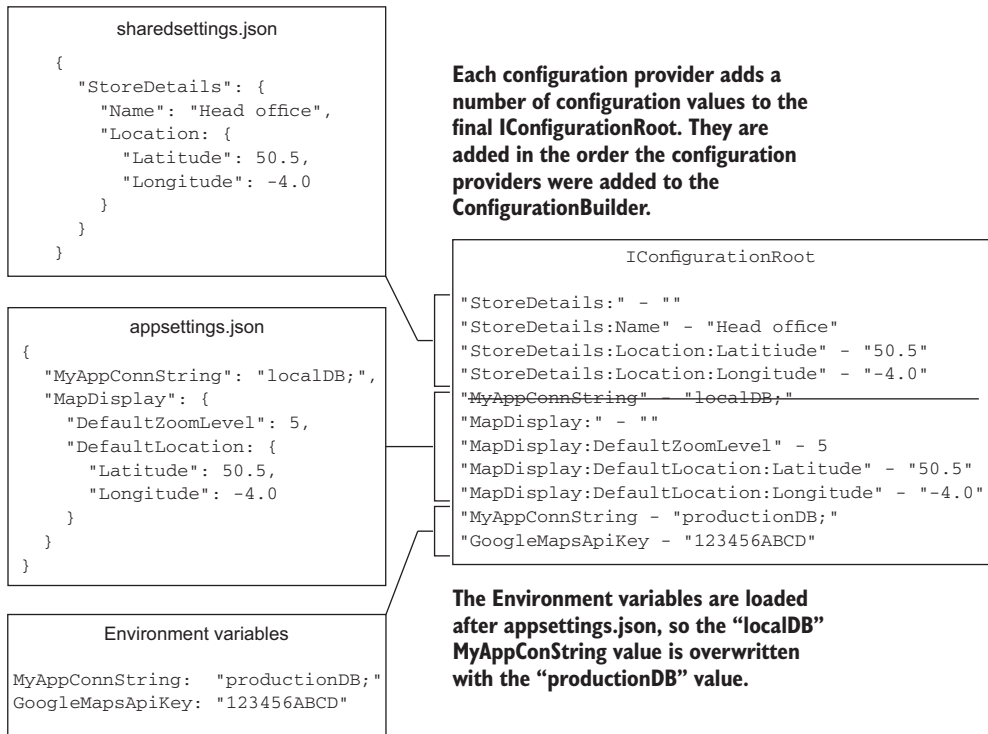 sharedsettings.json
{
"StoreDetails": {
"Name": "Head office",
"Location: {
"Latitude": 50.5,
"Longitude": -4.0
}
}
}
appsettings.json
{
"MyAppConnString": "localDB;",
"MapDisplay": {
"DefaultZoomLevel": 5,
"DefaultLocation: {
"Latitude": 50.5,
"Longitude": -4.0
}
}
}
Environment variables
MyAppConnString: "productionDB;"
GoogleMapsApiKey: "123456ABCD"
Each configuration provider adds a
number of configuration values to the
final IConfigurationRoot. They are
added in the order the configuration
providers were added to the
ConfigurationBuilder.
IConfigurationRoot
"StoreDetails:" - ""
"StoreDetails:Name" - "Head office"
"StoreDetails:Location:Latitiude" - "50.5"
"StoreDetails:Location:Longitude" - "-4.0"
"MyAppConnString" - "localDB;"
"MapDisplay:" - ""
"MapDisplay:DefaultZoomLevel" - 5
"MapDisplay:DefaultLocation:Latitude" - "50.5"
"MapDisplay:DefaultLocation:Longitude" - "-4.0"
"MyAppConnString - "productionDB;"
"GoogleMapsApiKey - "123456ABCD"
The Environment variables are loaded
after appsettings.json, so the “localDB”
MyAppConString value is overwritten
with the “productionDB” value.